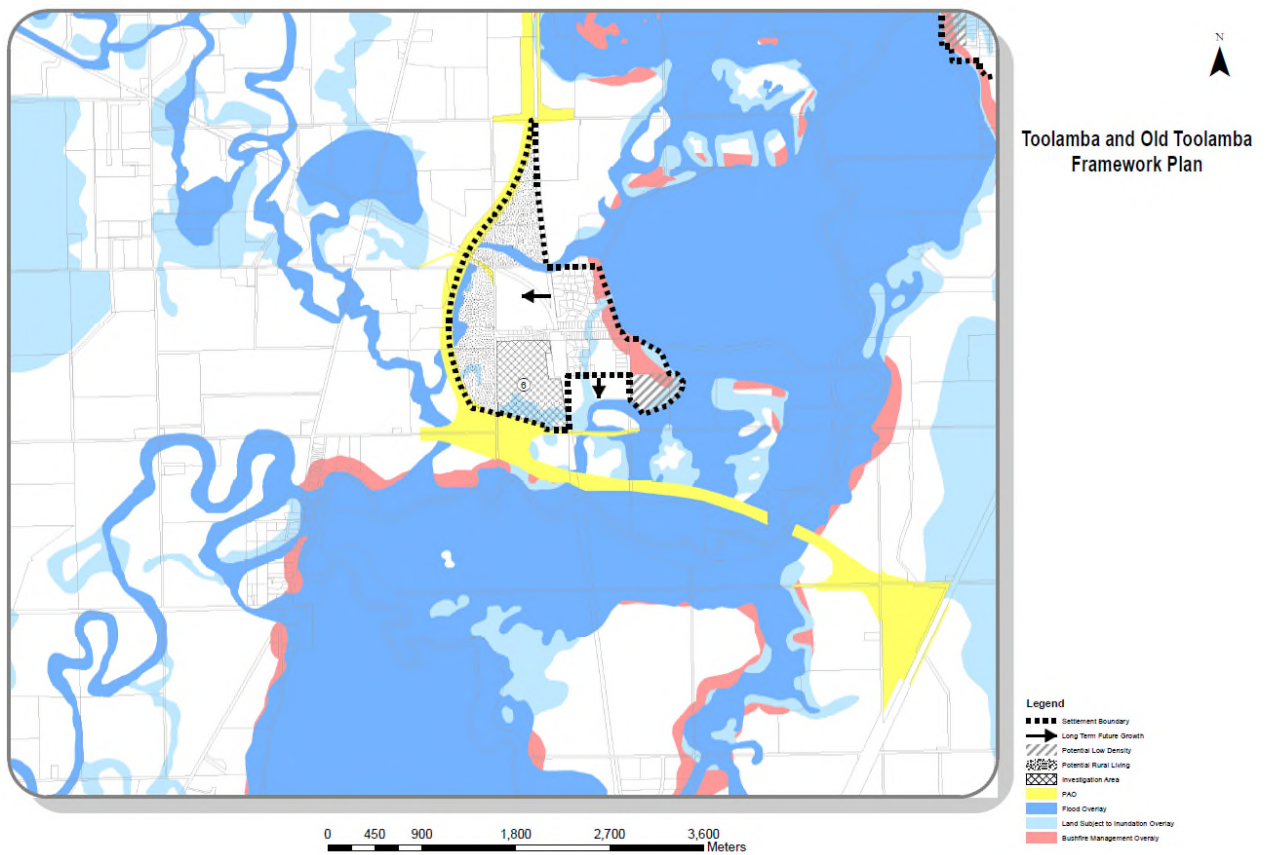 N
Toolamba and Old Toolamba
Framework Plan
6
Legend
Settlement Boundary
Long Term Future Growth
Potential Low Density
Potential Rural Living
Investigation Area
PAO
Flood Overlay
Land Subject to Inundation Overlay
Bushfire Management Overaly
0 450 900 1,800 2,700 3,600
Meters